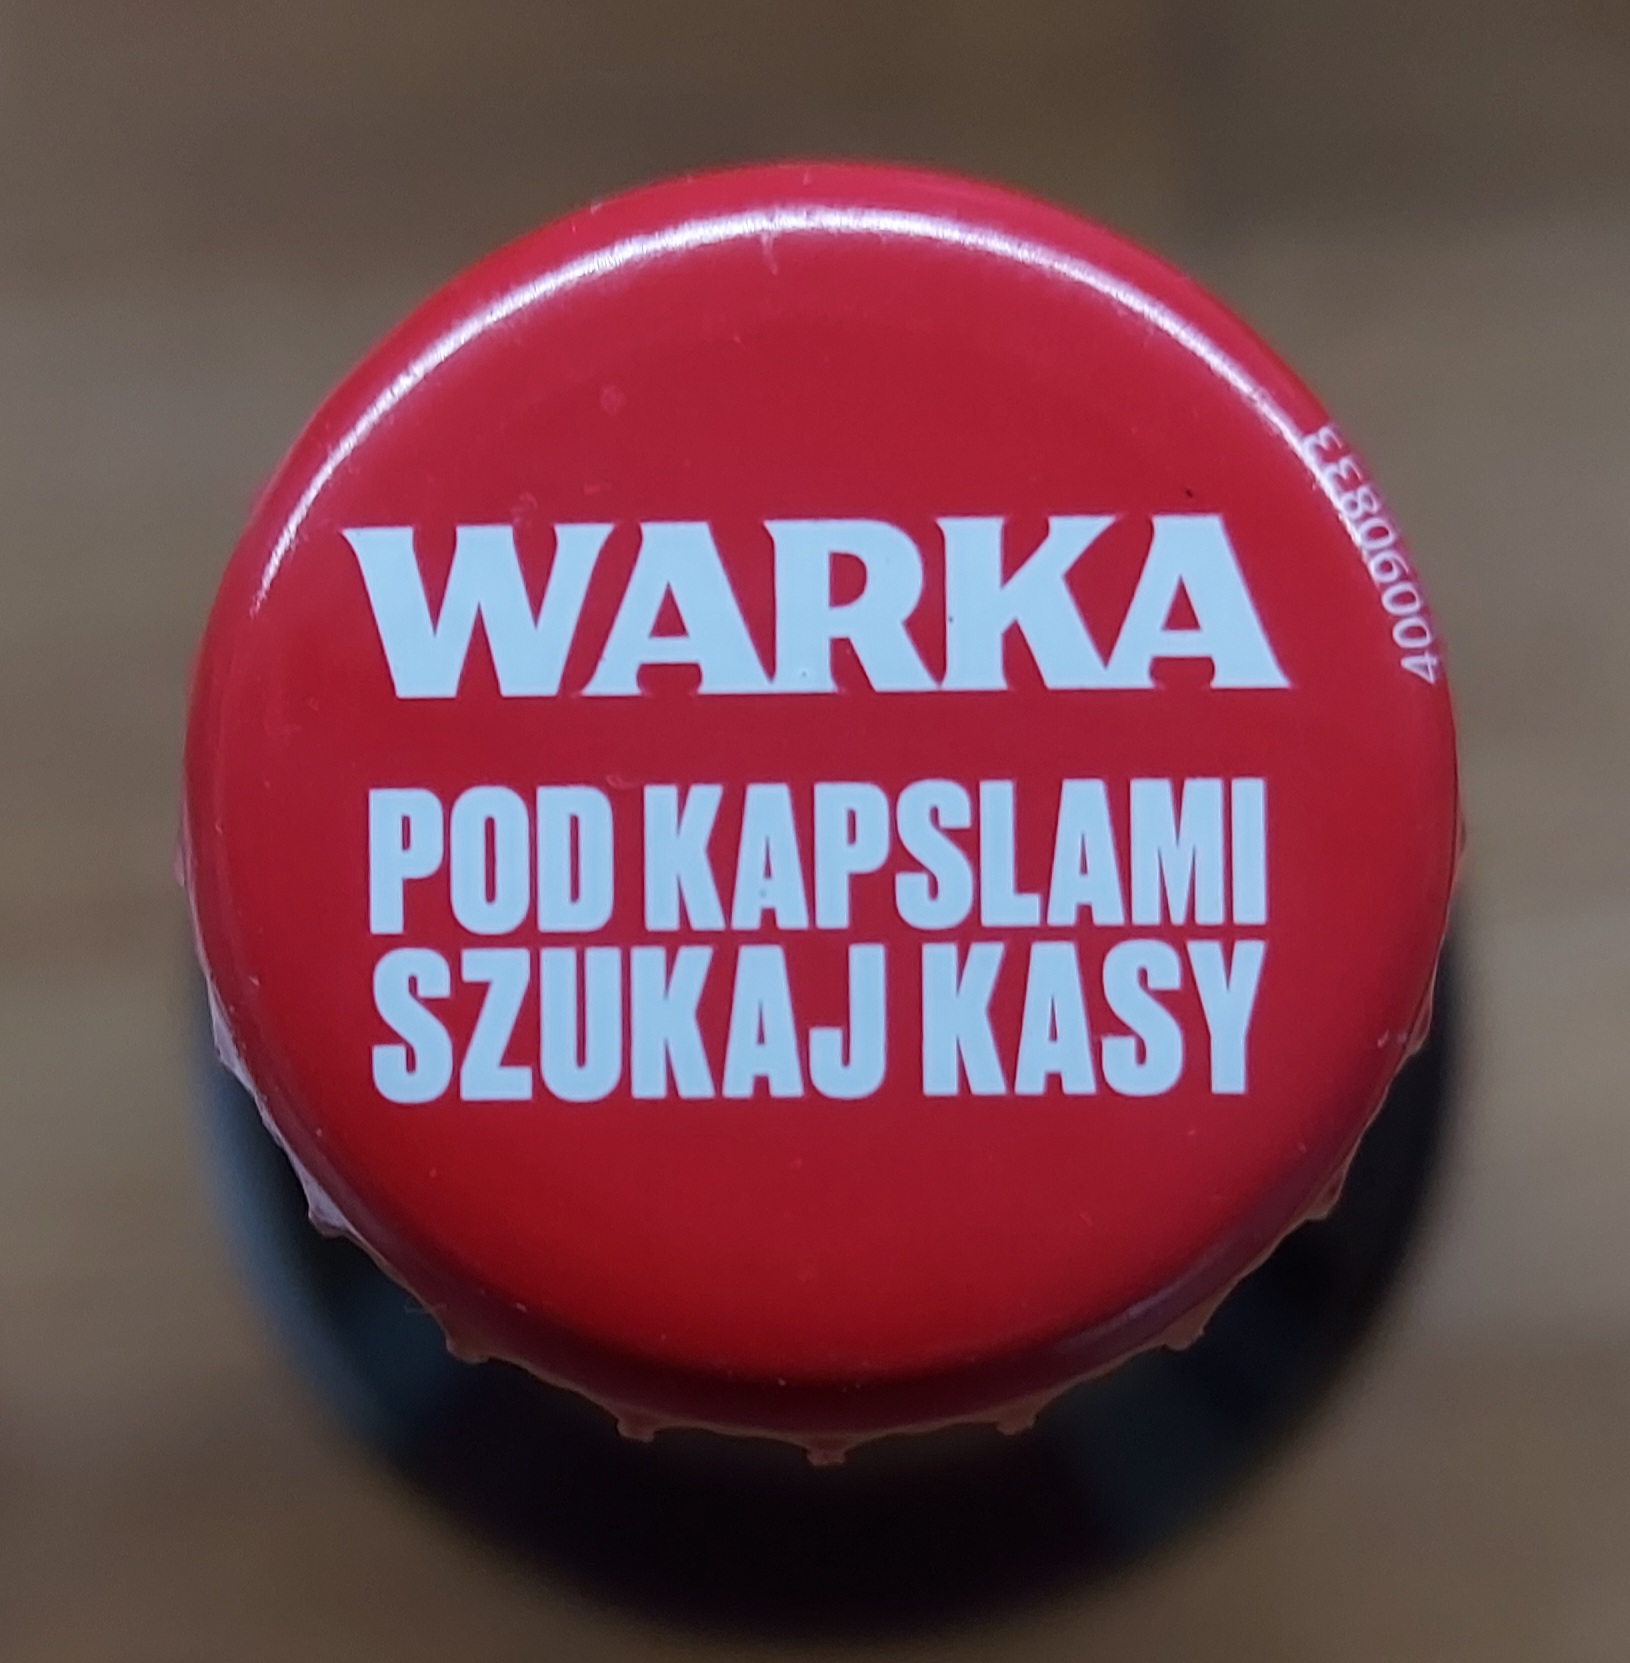 WARKA
POD KAPSLAMI
SZUKAJ KASY
40090833